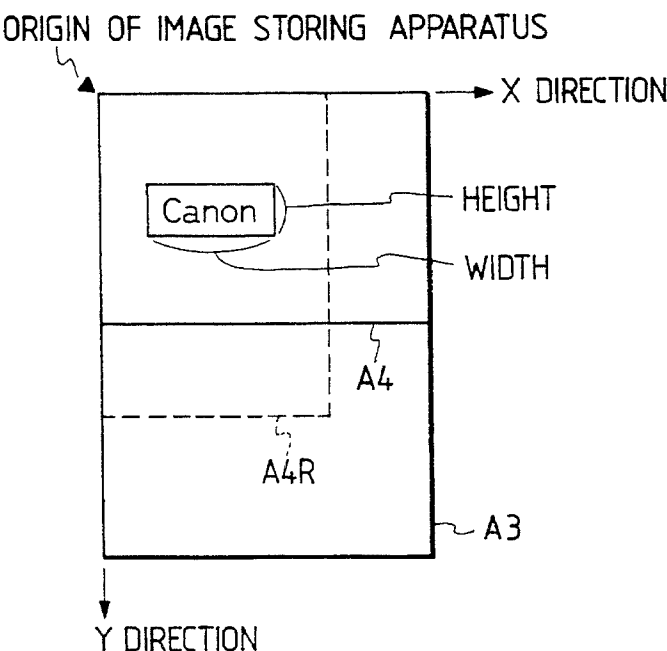 ORIGIN OF IMAGE STORING APPARATUS
X DIRECTION
Canon
HEIGHT
WIDTH
A4
A4R
A3
Y DIRECTION